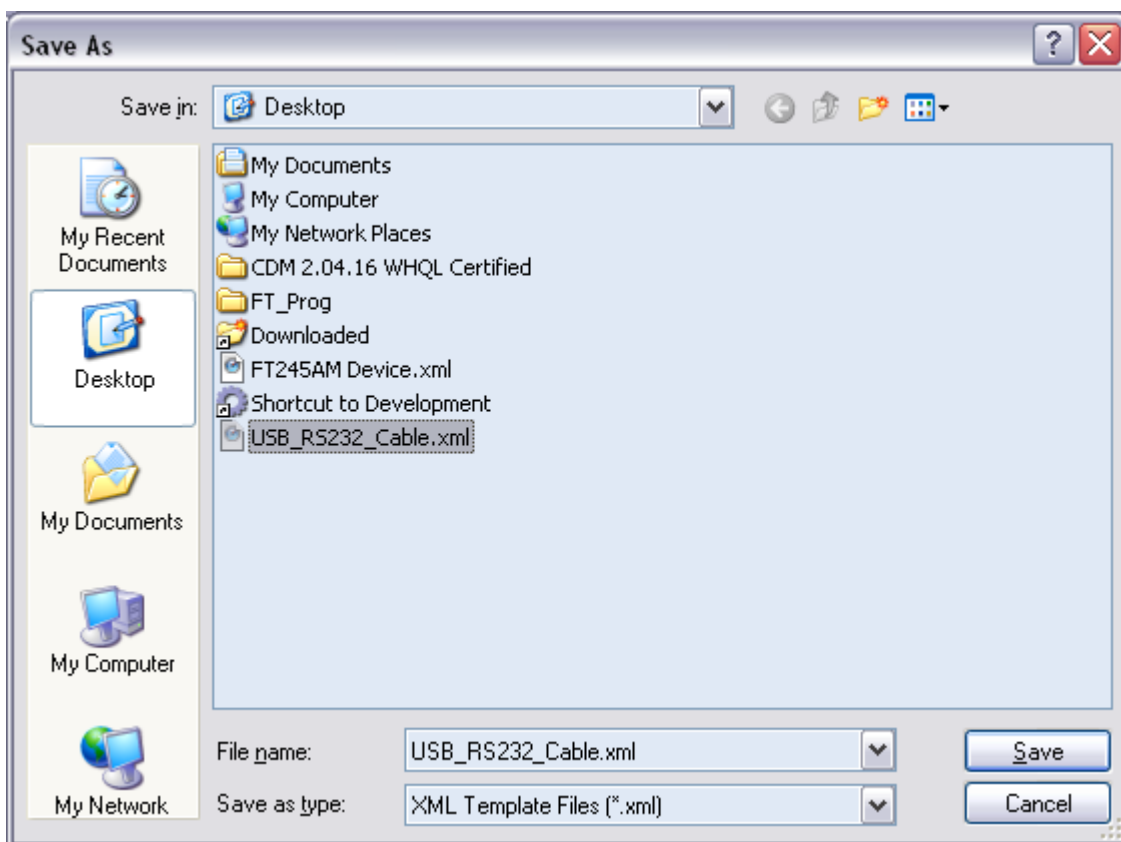 Save As
?
Save in:
Desktop
My Recent
Documents
Desktop
My Documents
My Computer
My Network
My Documents
My Computer
My Network Places
CDM 2.04.16 WHQL Certified
FT_Prog
Downloaded
FT245AM Device.xml
Shortcut to Development
USB_RS232_Cable.xml
File name:
USB_RS232_Cable.xml
Save
Save as type:
XML Template Files (*.xml)
Cancel